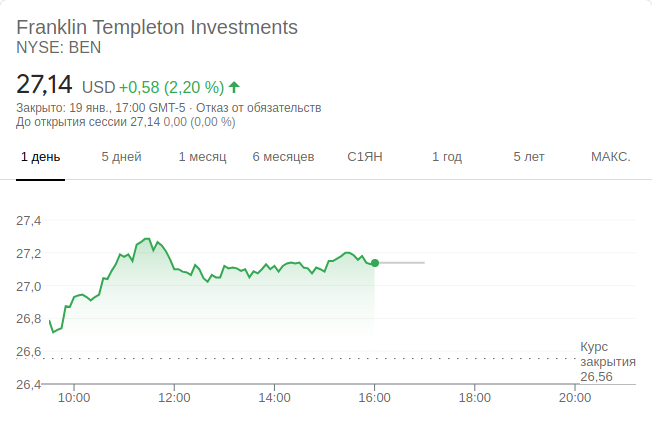 Franklin Templeton Investments
NYSE: BEN
27,14 USD +0,58 (2,20 %)
Закрыто: 19 янв., 17:00 GMT-5 · Отказ от обязательств
До открытия сессии 27,14 0,00 (0,00 %)
1 день 5 дней 1 месяц 6 месяцев С1ЯН 1 год 5 лет МАКС.
27,4
27,2
27,0
26,8
26,6
26,4
Курс
закрытия
26,56
10:00 12:00 14:00 16:00 18:00 20:00